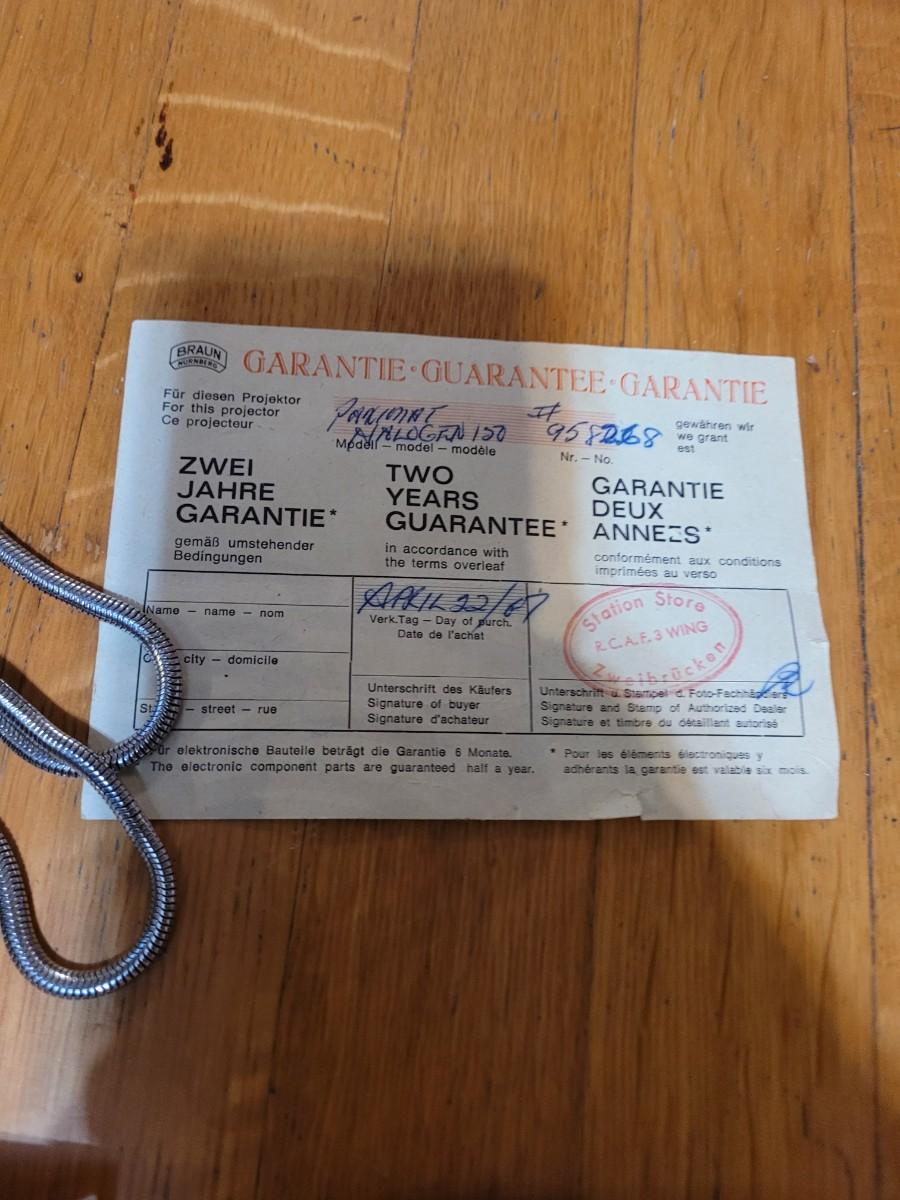 BRAUN
NÜRNBERG
GARANTIE·GUARANTEE·GARANTIE
Für diesen Projektor
For this projector
Ce projecteur
HALOGEN 150
Modell – model – modèle
#
958268
Nr. – No.
gewähren wir
we grant
est
ZWEI
JAHRE
GARANTIE*
gemäß umstehender
Bedingungen
TWO
YEARS
GUARANTEE*
in accordance with
the terms overleaf
GARANTIE
DEUX
ANNEES*
conformément aux conditions
imprimées au verso
Name – name – nom
city – domicile
– street – rue
APRIL 22/67
Verk.Tag – Day of purch.
Date de l'achat
Unterschrift des Käufers
Signature of buyer
Signature d'achateur
Station Store
R.C.A.F. 3 WING
Zweibrücken
Unterschrift u. Stempel d. Foto-Fachhändlers
Signature and Stamp of Authorized Dealer
Signature et timbre du détaillant autorisé
für elektronische Bauteile beträgt die Garantie 6 Monate.
The electronic component parts are guaranteed half a year.
* Pour les éléments électroniques y
adhérants la garantie est valable six mois.